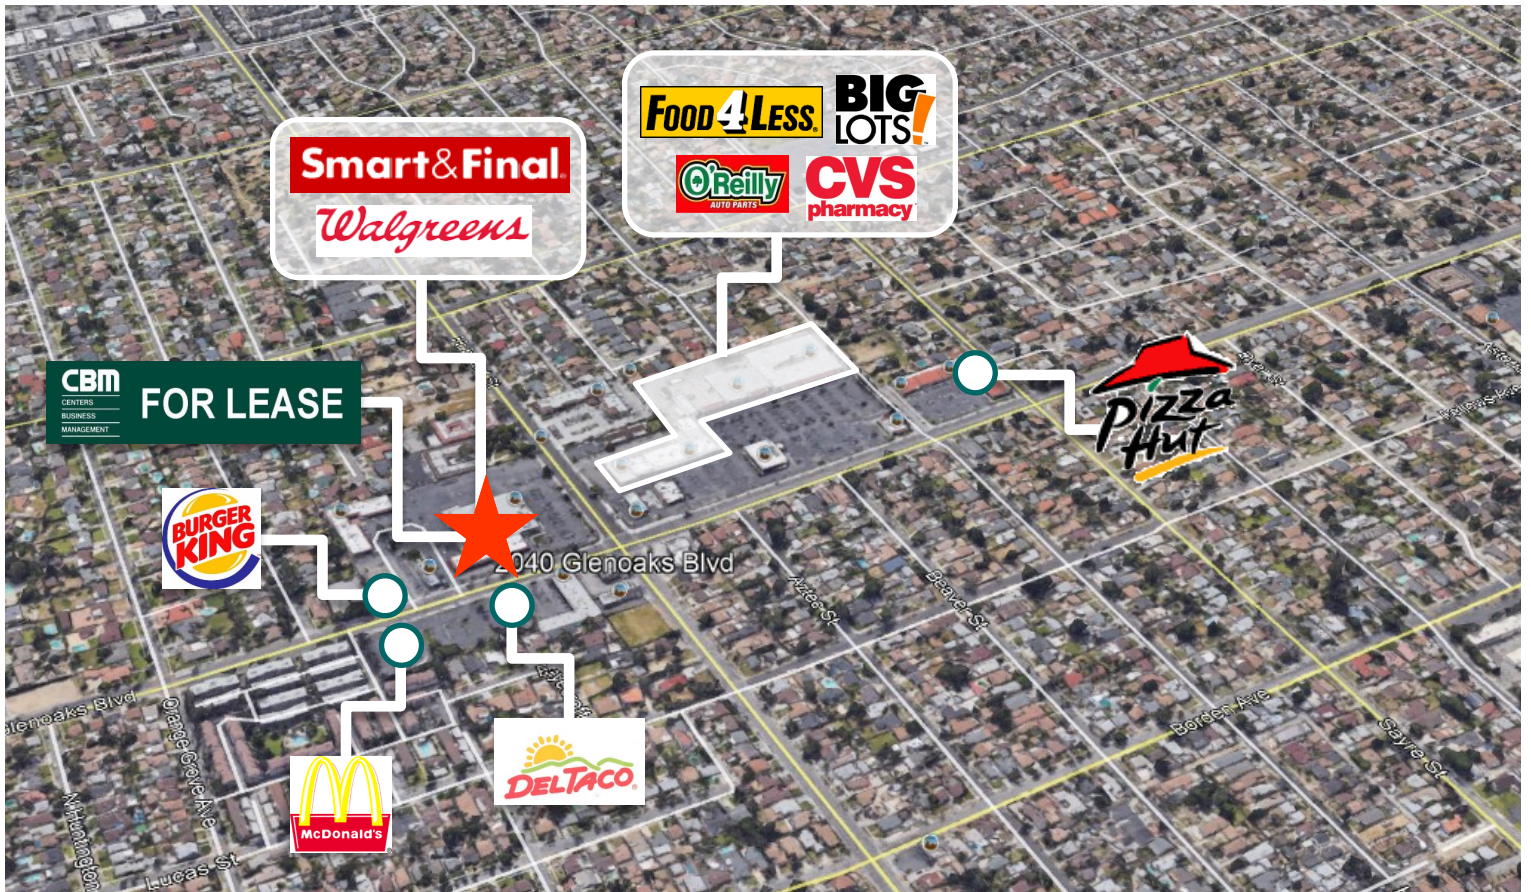 FOOD 4 LESS
BIG
LOTS!
Smart&Final
O'Reilly
AUTO PARTS
CVS
pharmacy
Walgreens
CBM
CENTERS
BUSINESS
MANAGEMENT
FOR LEASE
Pizza
Hut
BURGER
KING
2040 Glenoaks Blvd
Aztec St
Beaver St
Glenoaks Blvd
Orange Grove Ave
Borden Ave
Sayre St
DEL TACO
McDonald's
N Huntington
Lucas St